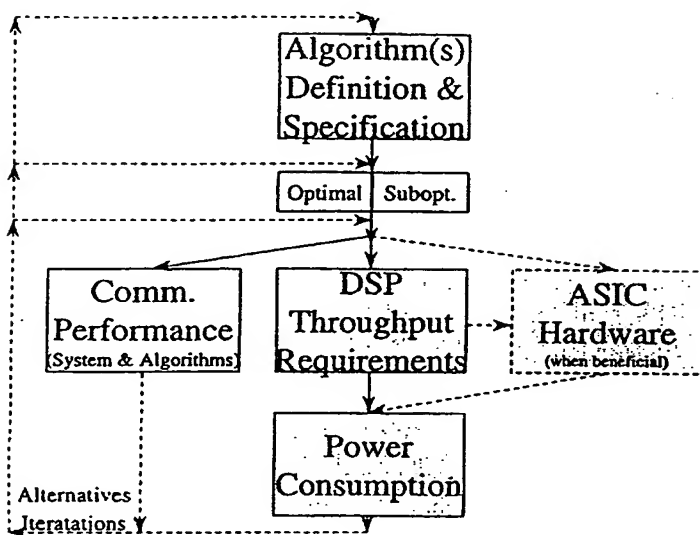 Algorithm(s)
Definition &
Specification
Optimal
Subopt.
Comm.
Performance
(System & Algorithms)
DSP
Throughput
Requirements
ASIC
Hardware
(when beneficial)
Power
Consumption
Alternatives
Iteratations